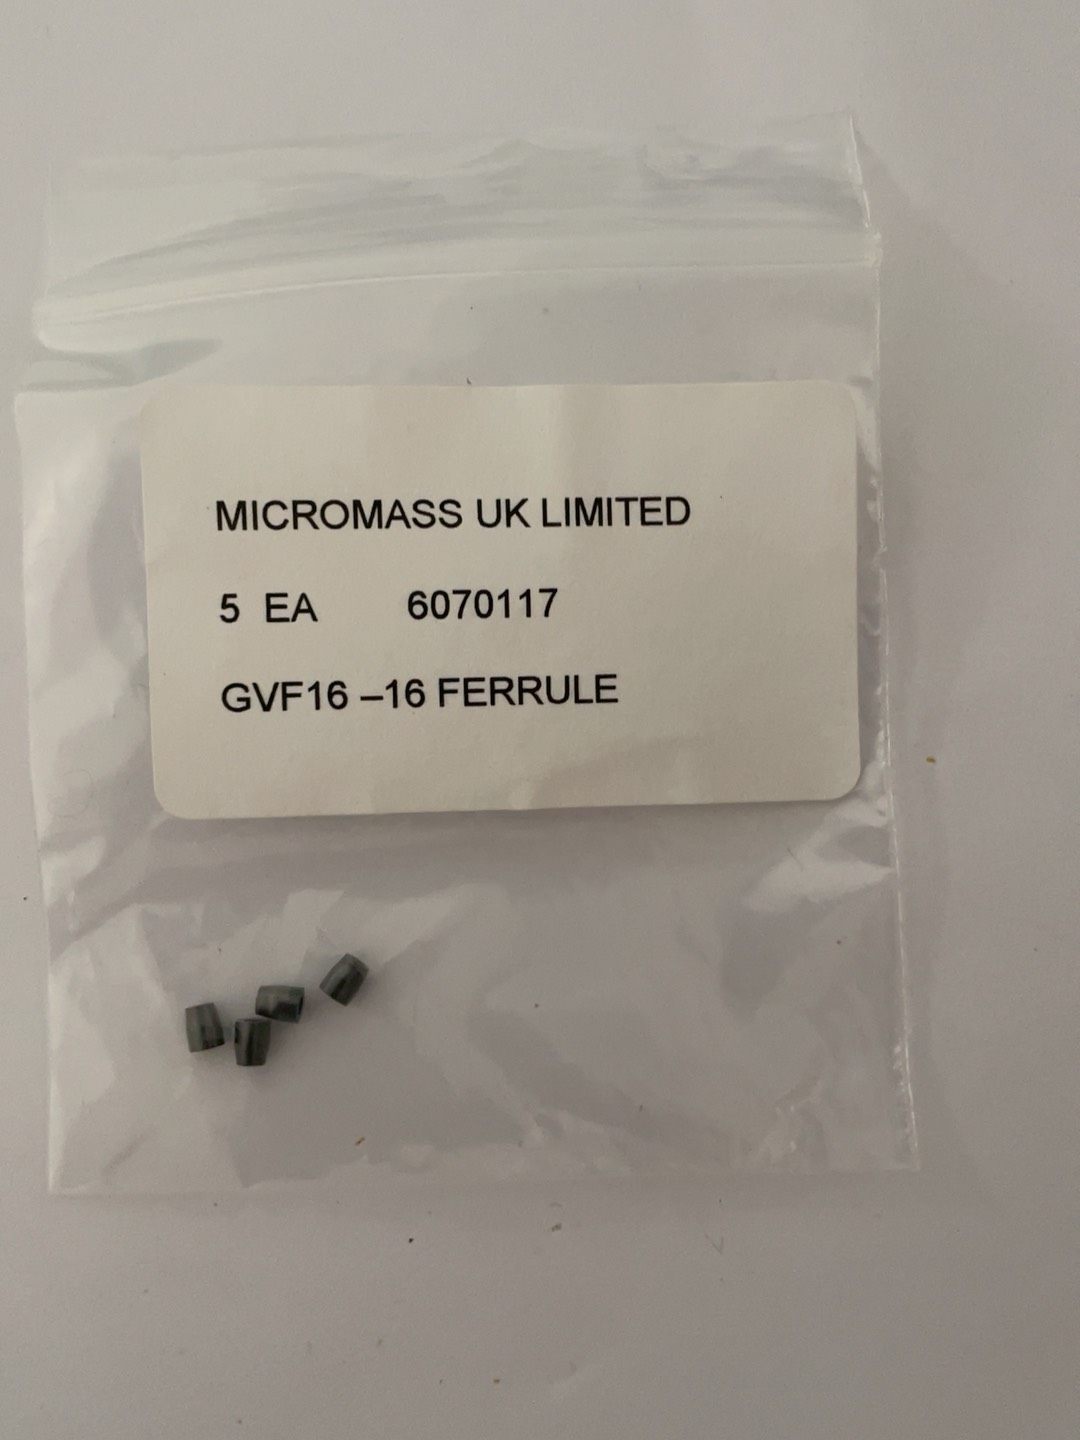 MICROMASS UK LIMITED
5 EA 6070117
GVF16 –16 FERRULE